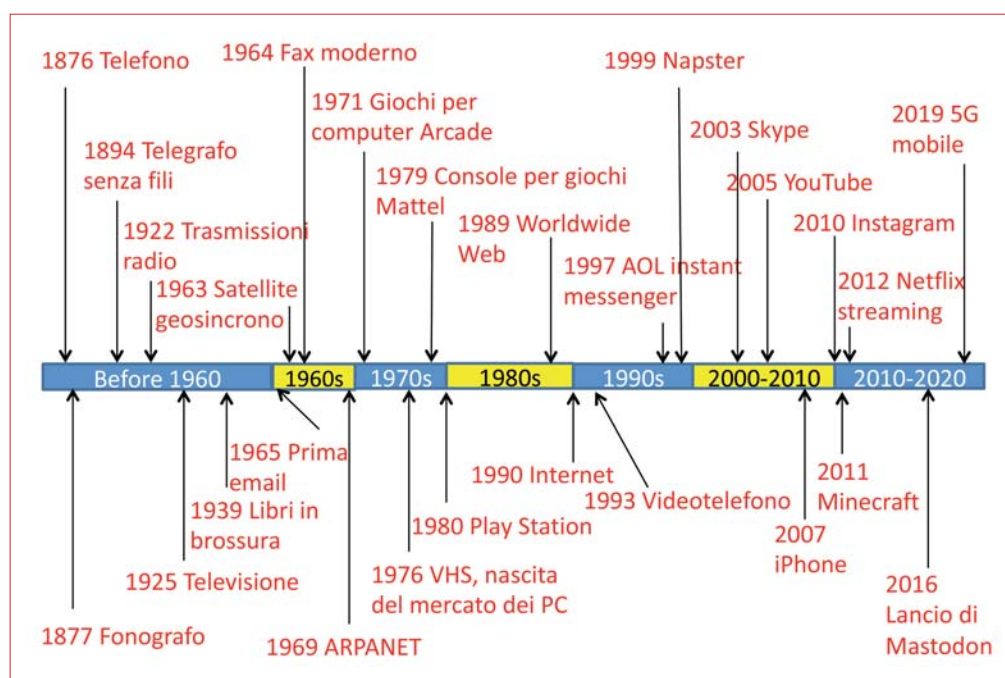 1876 Telefono
1964 Fax moderno
1999 Napster
1971 Giochi per
computer Arcade
2003 Skype
2019 5G
mobile
1894 Telegrafo
senza fili
1979 Console per giochi
Mattel
2005 YouTube
1922 Trasmissioni
radio
1989 Worldwide
Web
2010 Instagram
1963 Satellite
geosincrono
1997 AOL instant
messenger
2012 Netflix
streaming
Before 1960
1960s
1970s
1980s
1990s
2000-2010
2010-2020
1965 Prima
email
1990 Internet
1993 Videotelefono
2011
Minecraft
1939 Libri in
brossura
1980 Play Station
2007
iPhone
1925 Televisione
1976 VHS, nascita
del mercato dei PC
2016
Lancio di
Mastodon
1877 Fonografo
1969 ARPANET